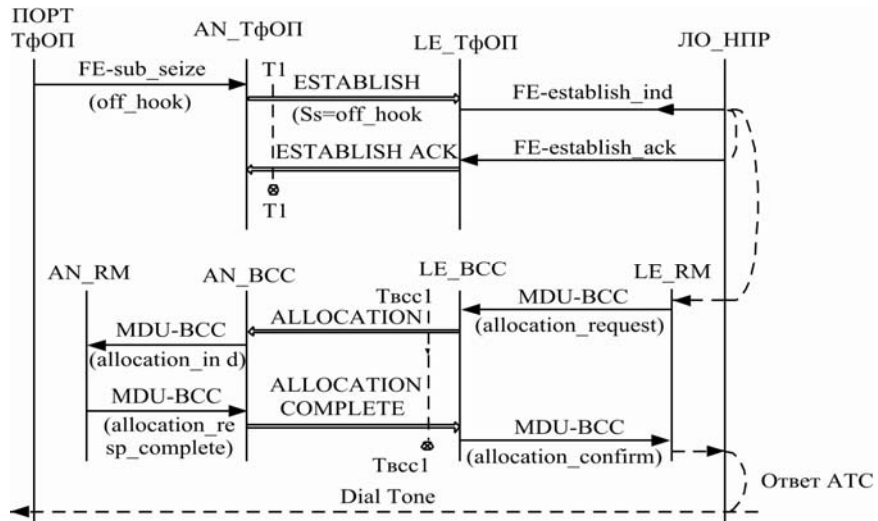 ПОРТ
ТфОП
AN_ТфОП
LE_ТфОП
ЛО_НПР
FE-sub_seize
(off_hook)
T1
ESTABLISH
(Ss=off_hook
FE-establish_ind
ESTABLISH ACK
FE-establish_ack
T1
AN_RM
AN_BCC
LE_BCC
LE_RM
Твсс1
ALLOCATION
MDU-BCC
(allocation_request)
MDU-BCC
(allocation_in d)
MDU-BCC
(allocation_re
sp_complete)
ALLOCATION
COMPLETE
Твсс1
MDU-BCC
(allocation_confirm)
Ответ АТС
Dial Tone